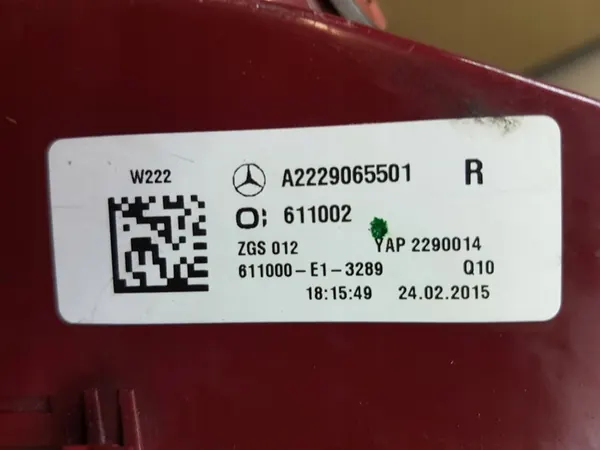 W222 A2229065501 R
O: 611002
ZGS 012 YAP 2290014
611000-E1-3289 Q10
18:15:49 24.02.2015